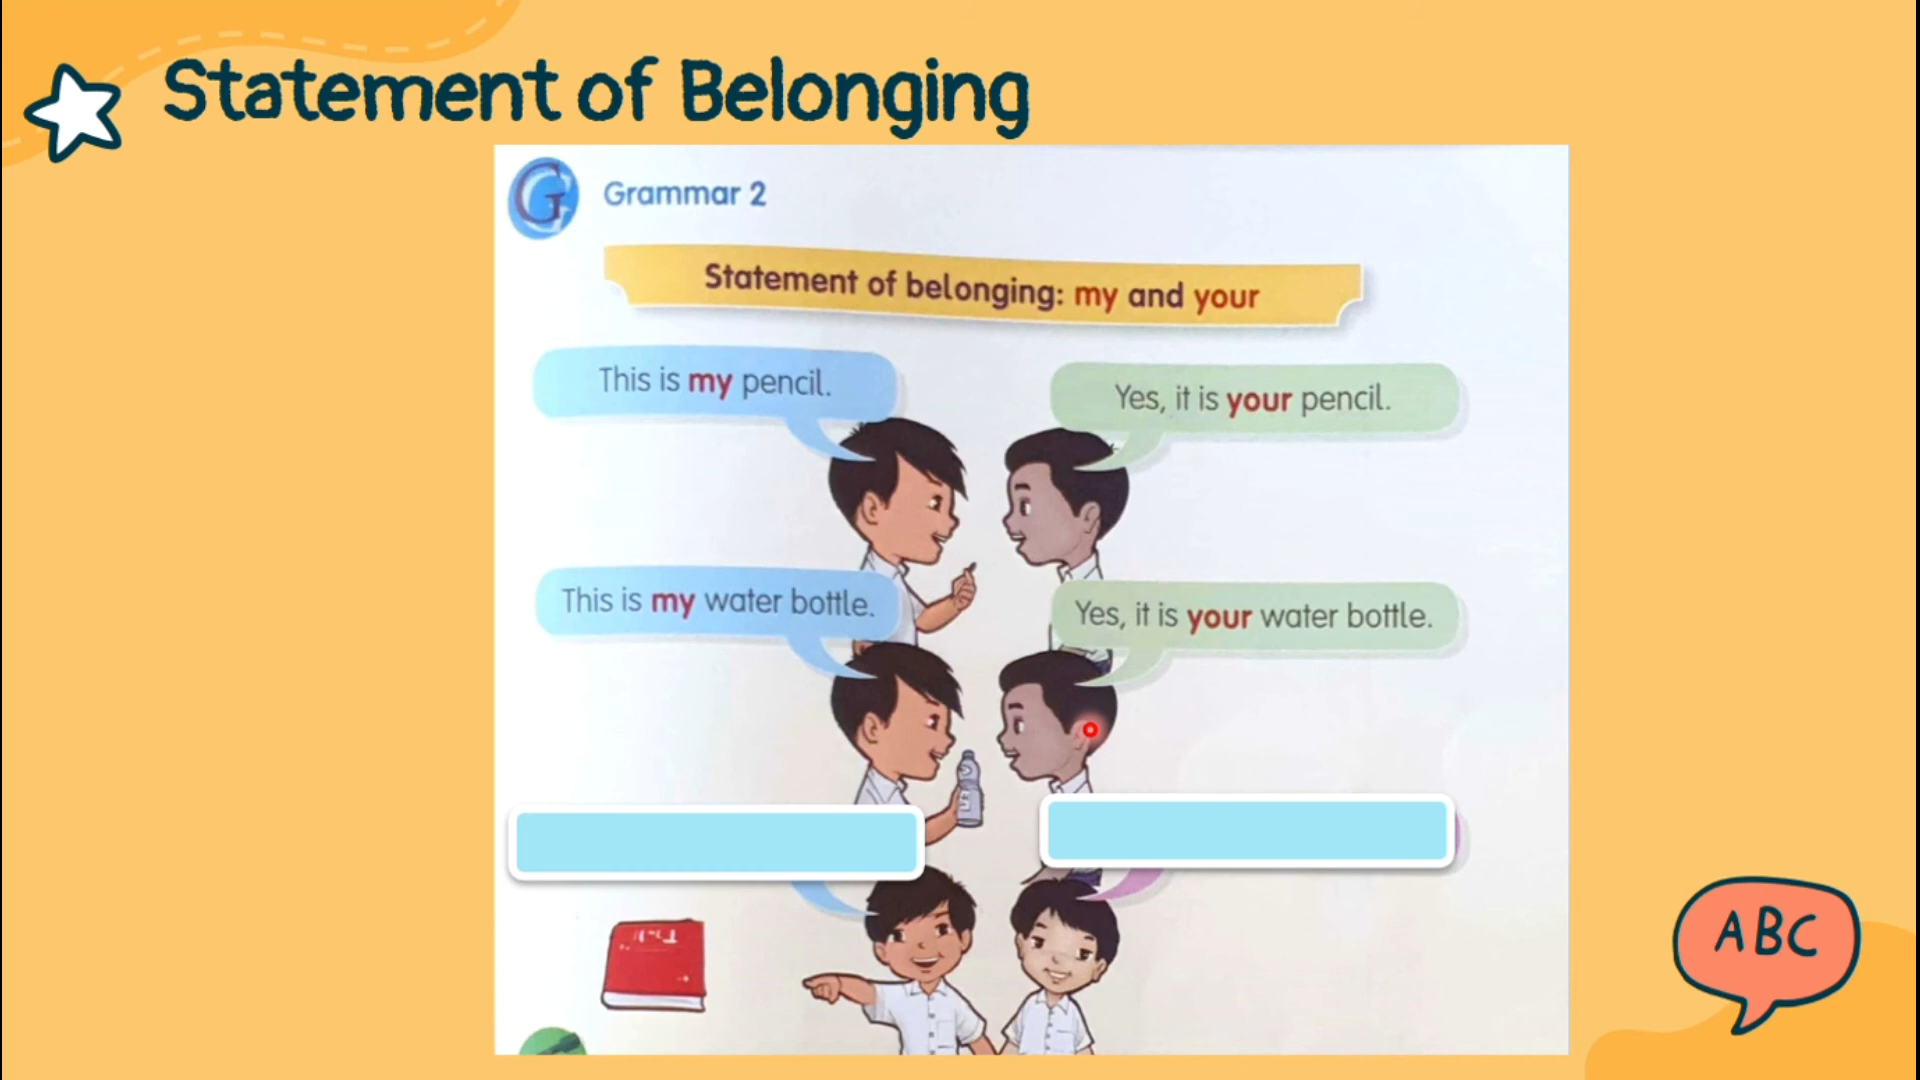 Statement of Belonging
G
Grammar 2
Statement of belonging: my and your
This is my pencil.
Yes, it is your pencil.
This is my water bottle.
Yes, it is your water bottle.
ABC